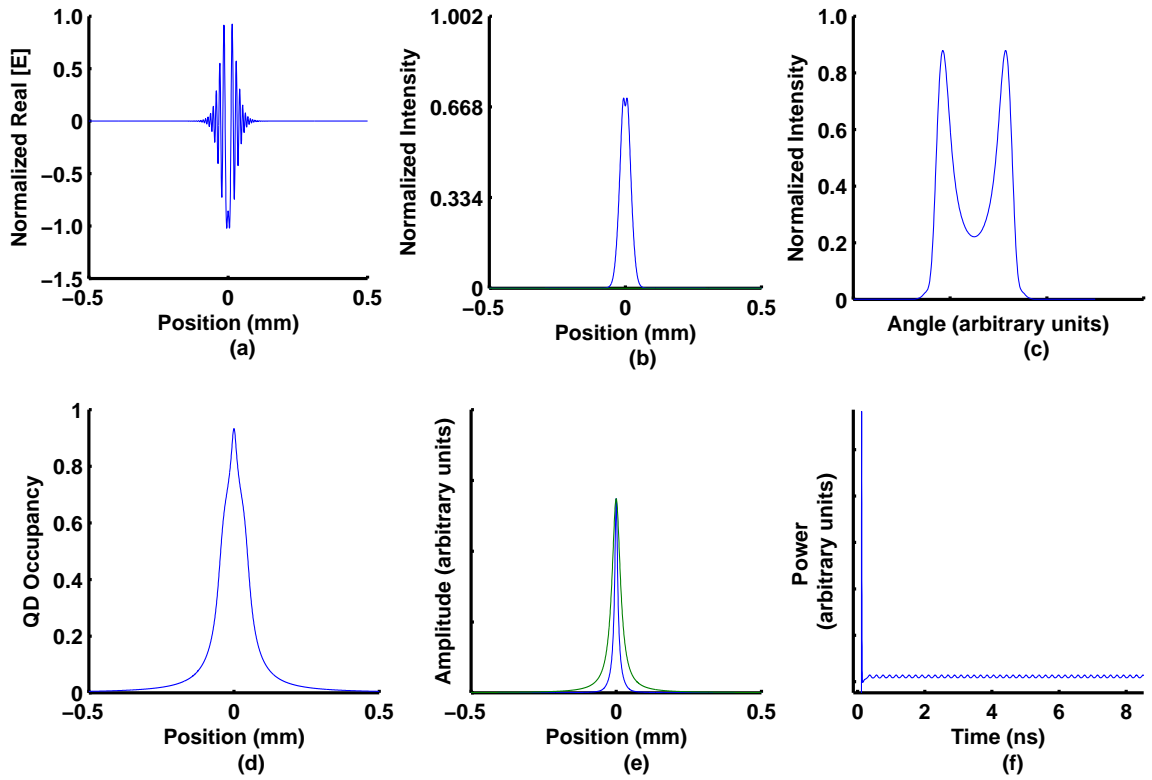 Normalized Real [E]
1.0
0.5
0
−0.5
−1.0
−1.5
−0.5
0
0.5
Position (mm)
(a)
Normalized Intensity
1.002
0.668
0.334
−0.5
0
0.5
Position (mm)
(b)
Normalized Intensity
1.0
0.8
0.6
0.4
0.2
0
Angle (arbitrary units)
(c)
QD Occupancy
1
0.8
0.6
0.4
0.2
0
−0.5
0
0.5
Position (mm)
(d)
Amplitude (arbitrary units)
−0.5
0
0.5
Position (mm)
(e)
Power
(arbitrary units)
0
2
4
6
8
Time (ns)
(f)